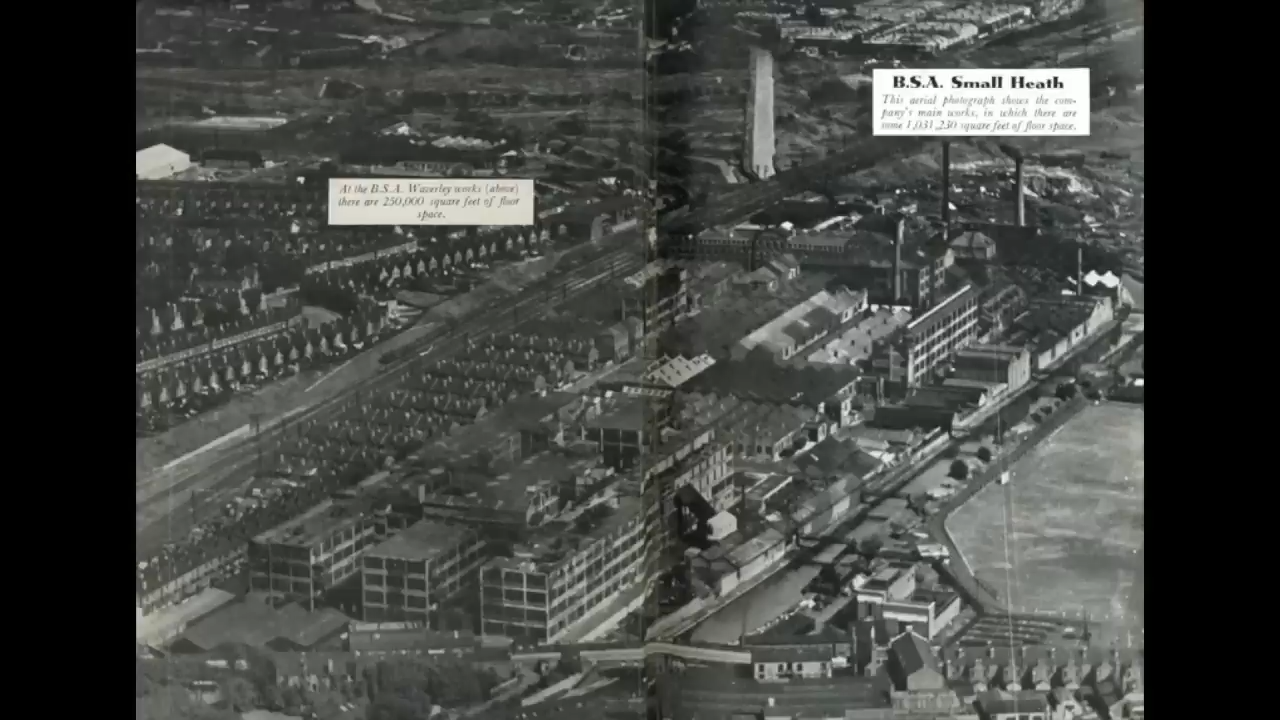 B.S.A. Small Heath
This aerial photograph shows the com-
pany's main works, in which there are
some 1,031,230 square feet of floor space.
At the B.S.A. Waverley works (above)
there are 250,000 square feet of floor
space.